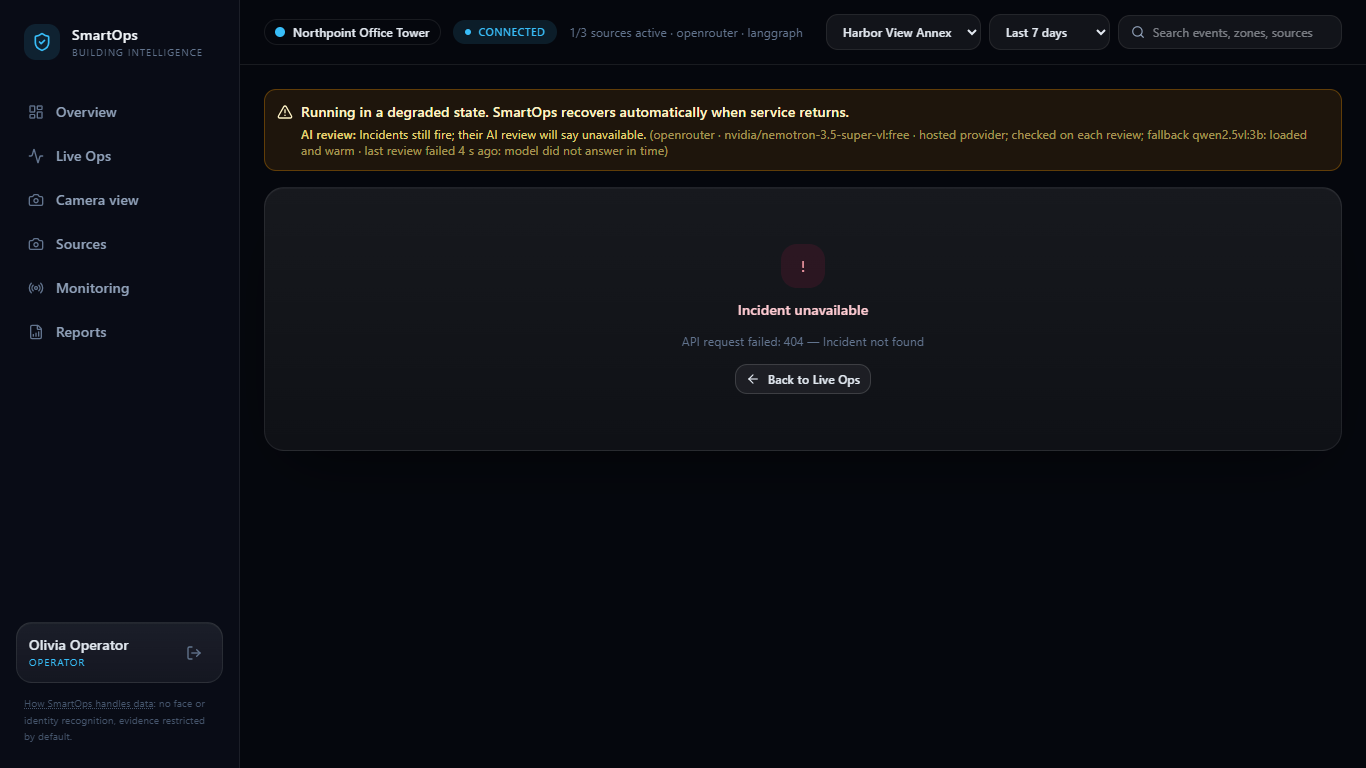 SmartOps
BUILDING INTELLIGENCE
Overview
Live Ops
Camera view
Sources
Monitoring
Reports
Olivia Operator
OPERATOR
How SmartOps handles data: no face or
identity recognition, evidence restricted
by default.
Northpoint Office Tower
CONNECTED
1/3 sources active · openrouter · langgraph
Harbor View Annex
Last 7 days
Search events, zones, sources
Running in a degraded state. SmartOps recovers automatically when service returns.
AI review: Incidents still fire; their AI review will say unavailable. (openrouter · nvidia/nemotron-3.5-super-vl:free · hosted provider; checked on each review; fallback qwen2.5vl:3b: loaded
and warm · last review failed 4 s ago: model did not answer in time)
!
Incident unavailable
API request failed: 404 — Incident not found
Back to Live Ops